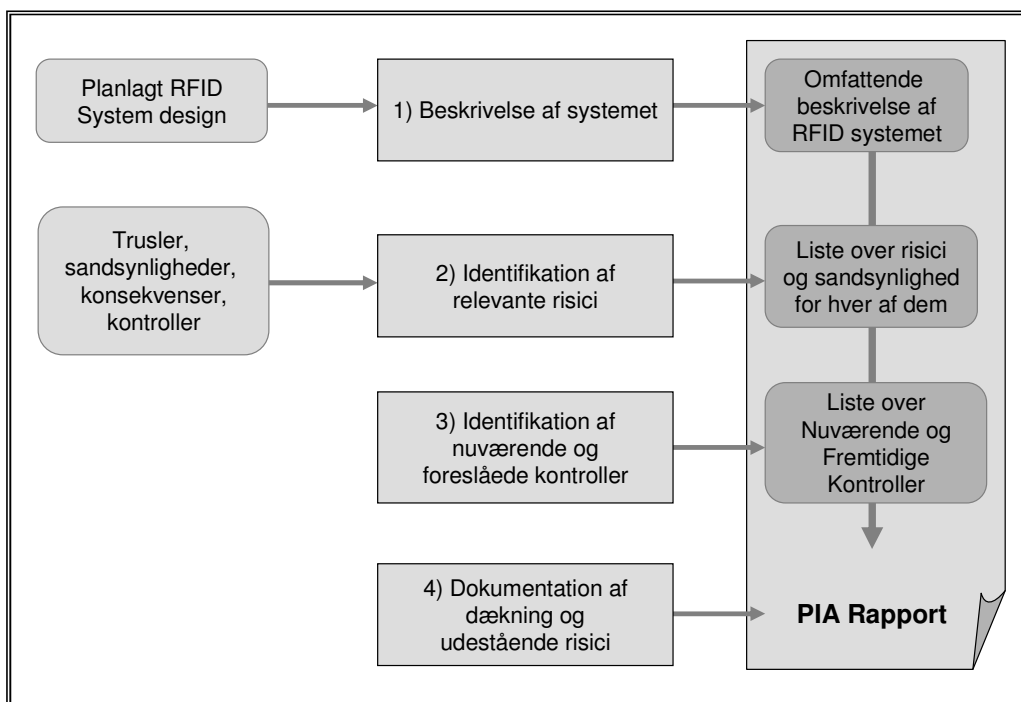 Planlagt RFID
System design
1) Beskrivelse af systemet
Omfattende
beskrivelse af
RFID systemet
Trusler,
sandsynligheder,
konsekvenser,
kontroller
2) Identifikation af
relevante risici
Liste over risici
og sandsynlighed
for hver af dem
3) Identifikation af
nuværende og
foreslåede kontroller
Liste over
Nuværende og
Fremtidige
Kontroller
4) Dokumentation af
dækning og
udestående risici
PIA Rapport